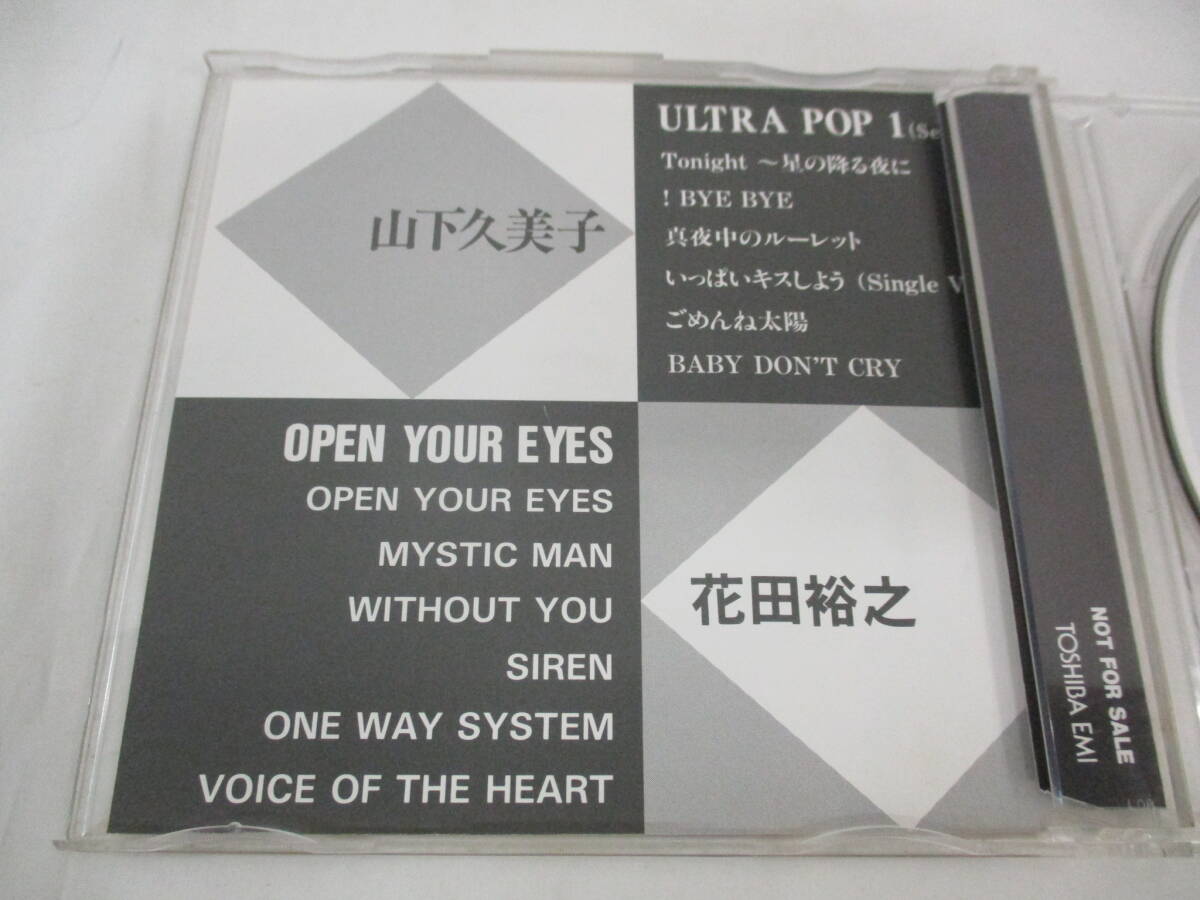 山下久美子
ULTRA POP 1
Tonight ～星の降る夜に
! BYE BYE
真夜中のルーレット
いっぱいキスしよう (Single
ごめんね太陽
BABY DON'T CRY
OPEN YOUR EYES
OPEN YOUR EYES
MYSTIC MAN
WITHOUT YOU
SIREN
ONE WAY SYSTEM
VOICE OF THE HEART
花田裕之
NOT FOR SALE
TOSHIBA EMI